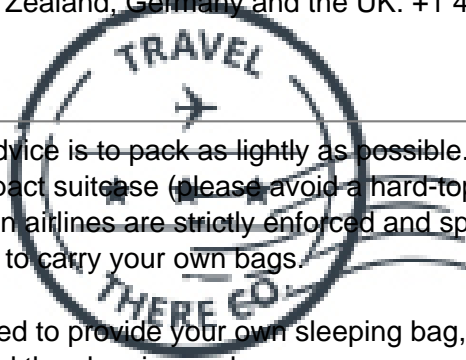 Zealand, Germany and the UK: +1 4
TRAVEL
dvice is to pack as lightly as possible.
pact suitcase (please avoid a hard-top
n airlines are strictly enforced and sp
to carry your own bags.
THERE CO.
ed to provide your own sleeping bag,